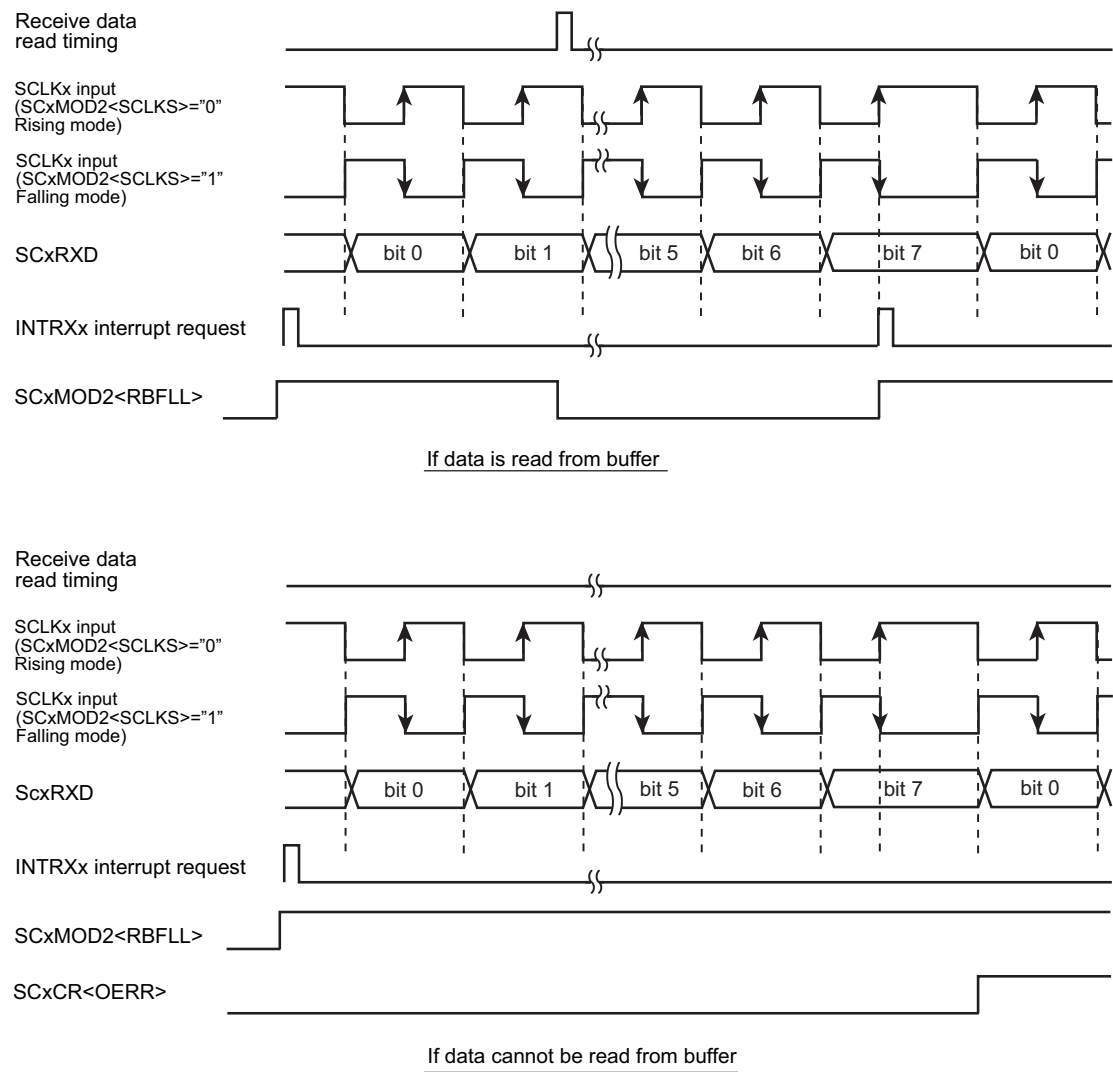 Receive data
read timing
SCLKx input
(SCxMOD2<SCLKS>=”0”
Rising mode)
SCLKx input
(SCxMOD2<SCLKS>=”1”
Falling mode)
SCxRXD
bit 0 bit 1 bit 5 bit 6 bit 7 bit 0
INTRXx interrupt request
SCxMOD2<RBFLL>
If data is read from buffer
Receive data
read timing
SCLKx input
(SCxMOD2<SCLKS>=”0”
Rising mode)
SCLKx input
(SCxMOD2<SCLKS>=”1”
Falling mode)
ScxRXD
bit 0 bit 1 bit 5 bit 6 bit 7 bit 0
INTRXx interrupt request
SCxMOD2<RBFLL>
SCxCR<OERR>
If data cannot be read from buffer